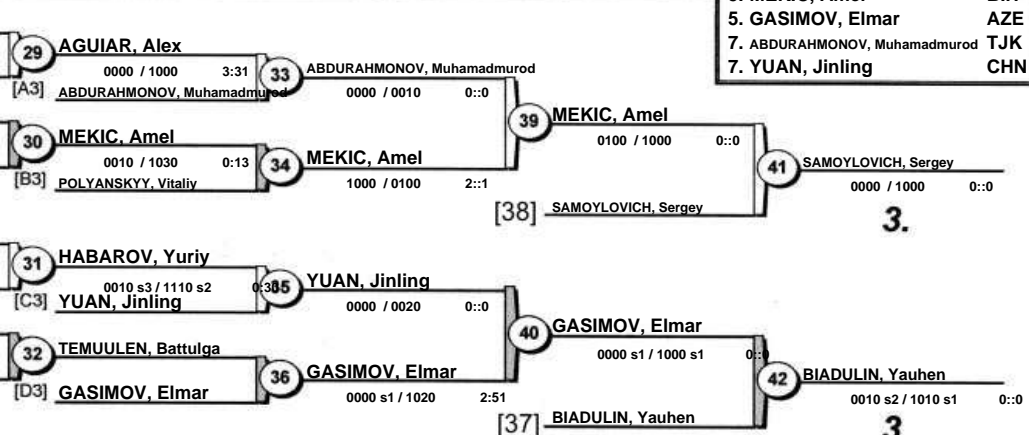 5. GASIMOV, Elmar AZE
7. ABDURAHMONOV, Muhamadmurod TJK
7. YUAN, Jinling CHN
29 AGUIAR, Alex
0000 / 1000 3:31
[A3] ABDURAHMONOV, Muhamadmurod
33 ABDURAHMONOV, Muhamadmurod
0000 / 0010 0::0
30 MEKIC, Amel
0010 / 1030 0:13
[B3] POLYANSKYY, Vitaliy
34 MEKIC, Amel
1000 / 0100 2::1
39 MEKIC, Amel
0100 / 1000 0::0
[38] SAMOYLOVICH, Sergey
41 SAMOYLOVICH, Sergey
0000 / 1000 0::0
3.
31 HABAROV, Yuriy
0010 s3 / 1110 s2
[C3] YUAN, Jinling
35 YUAN, Jinling
0000 / 0020 0::0
32 TEMUULEN, Battulga
[D3] GASIMOV, Elmar
36 GASIMOV, Elmar
0000 s1 / 1020 2:51
40 GASIMOV, Elmar
0000 s1 / 1000 s1 0::0
[37] BIADULIN, Yauhen
42 BIADULIN, Yauhen
0010 s2 / 1010 s1 0::0
3